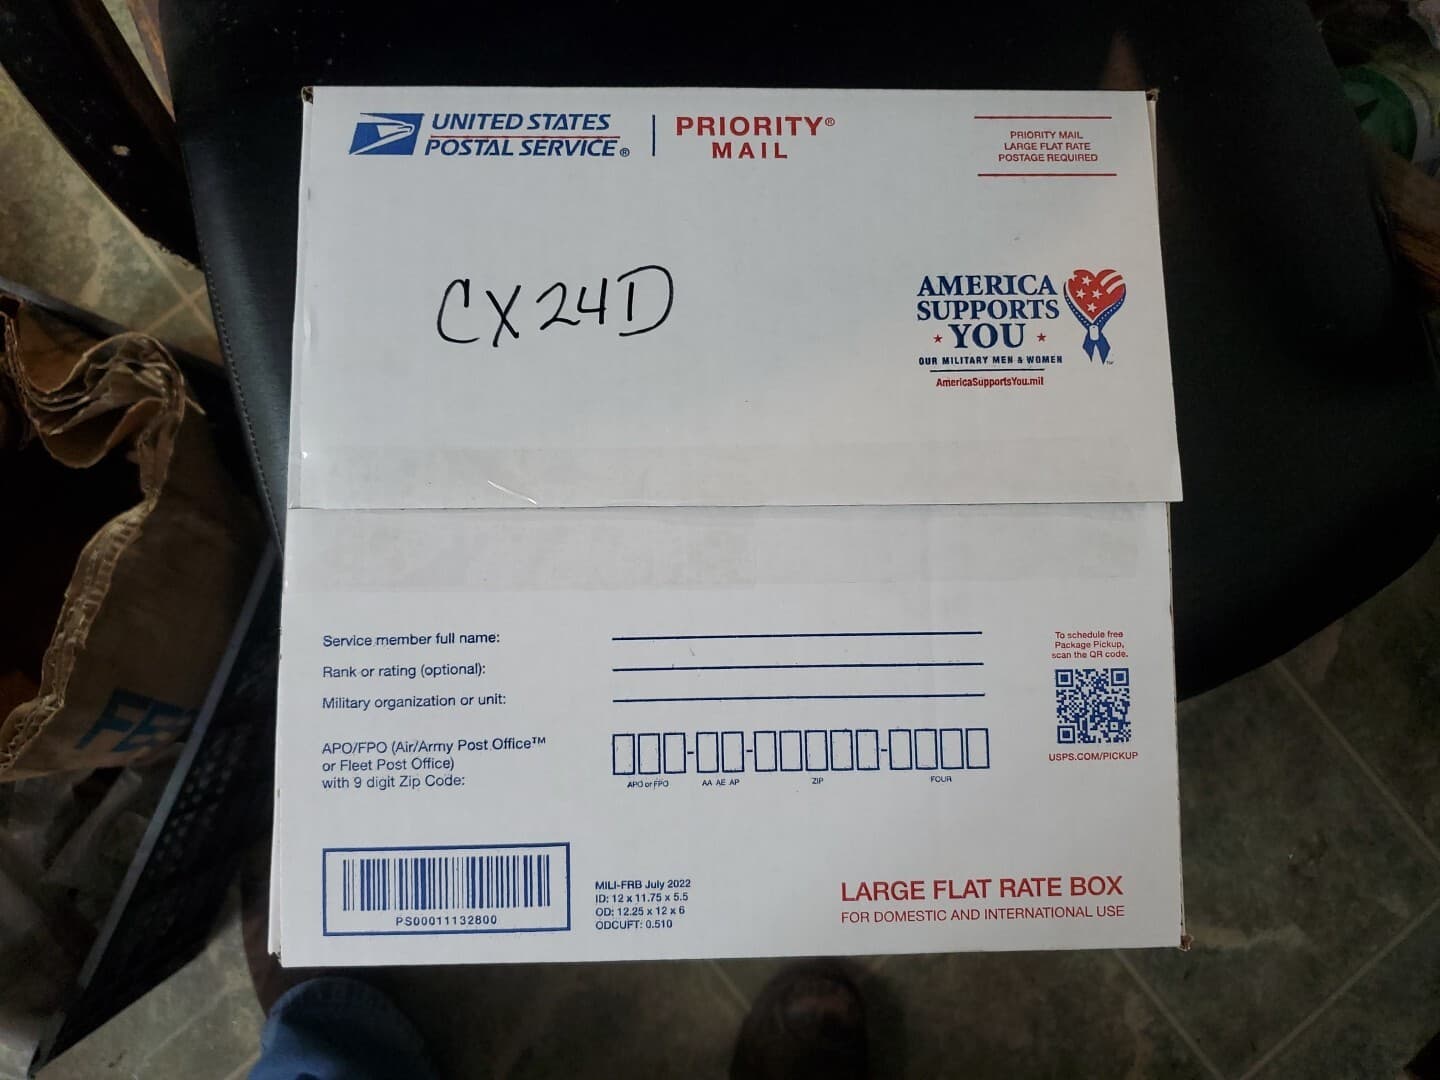 UNITED STATES
POSTAL SERVICE®
PRIORITY®
MAIL
PRIORITY MAIL
LARGE FLAT RATE
POSTAGE REQUIRED
CX24D
AMERICA
SUPPORTS
YOU
OUR MILITARY MEN & WOMEN
AmericaSupportsYou.mil
Service member full name:
Rank or rating (optional):
Military organization or unit:
APO/FPO (Air/Army Post Office™
or Fleet Post Office)
with 9 digit Zip Code:
APO or FPO
AA AE AP
ZIP
FOUR
To schedule free
Package Pickup,
scan the QR code.
USPS.COM/PICKUP
PS00011132800
MILI-FRB July 2022
ID: 12 x 11.75 x 5.5
OD: 12.25 x 12 x 6
ODCUFT: 0.510
LARGE FLAT RATE BOX
FOR DOMESTIC AND INTERNATIONAL USE